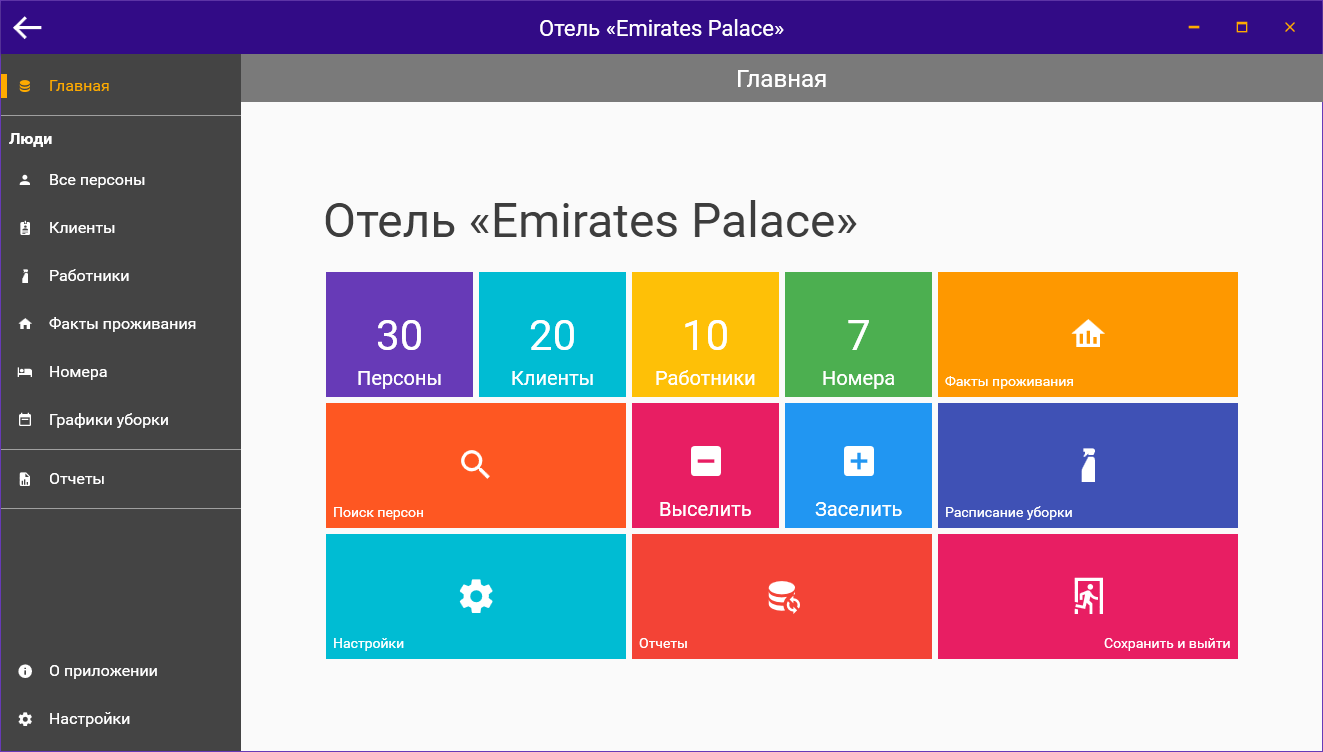 Отель «Emirates Palace»
Главная
Главная
Люди
Все персоны
Клиенты
Работники
Факты проживания
Номера
Графики уборки
Отчеты
О приложении
Настройки
Отель «Emirates Palace»
30
Персоны
20
Клиенты
10
Работники
7
Номера
Факты проживания
Поиск персон
Выселить
Заселить
Расписание уборки
Настройки
Отчеты
Сохранить и выйти